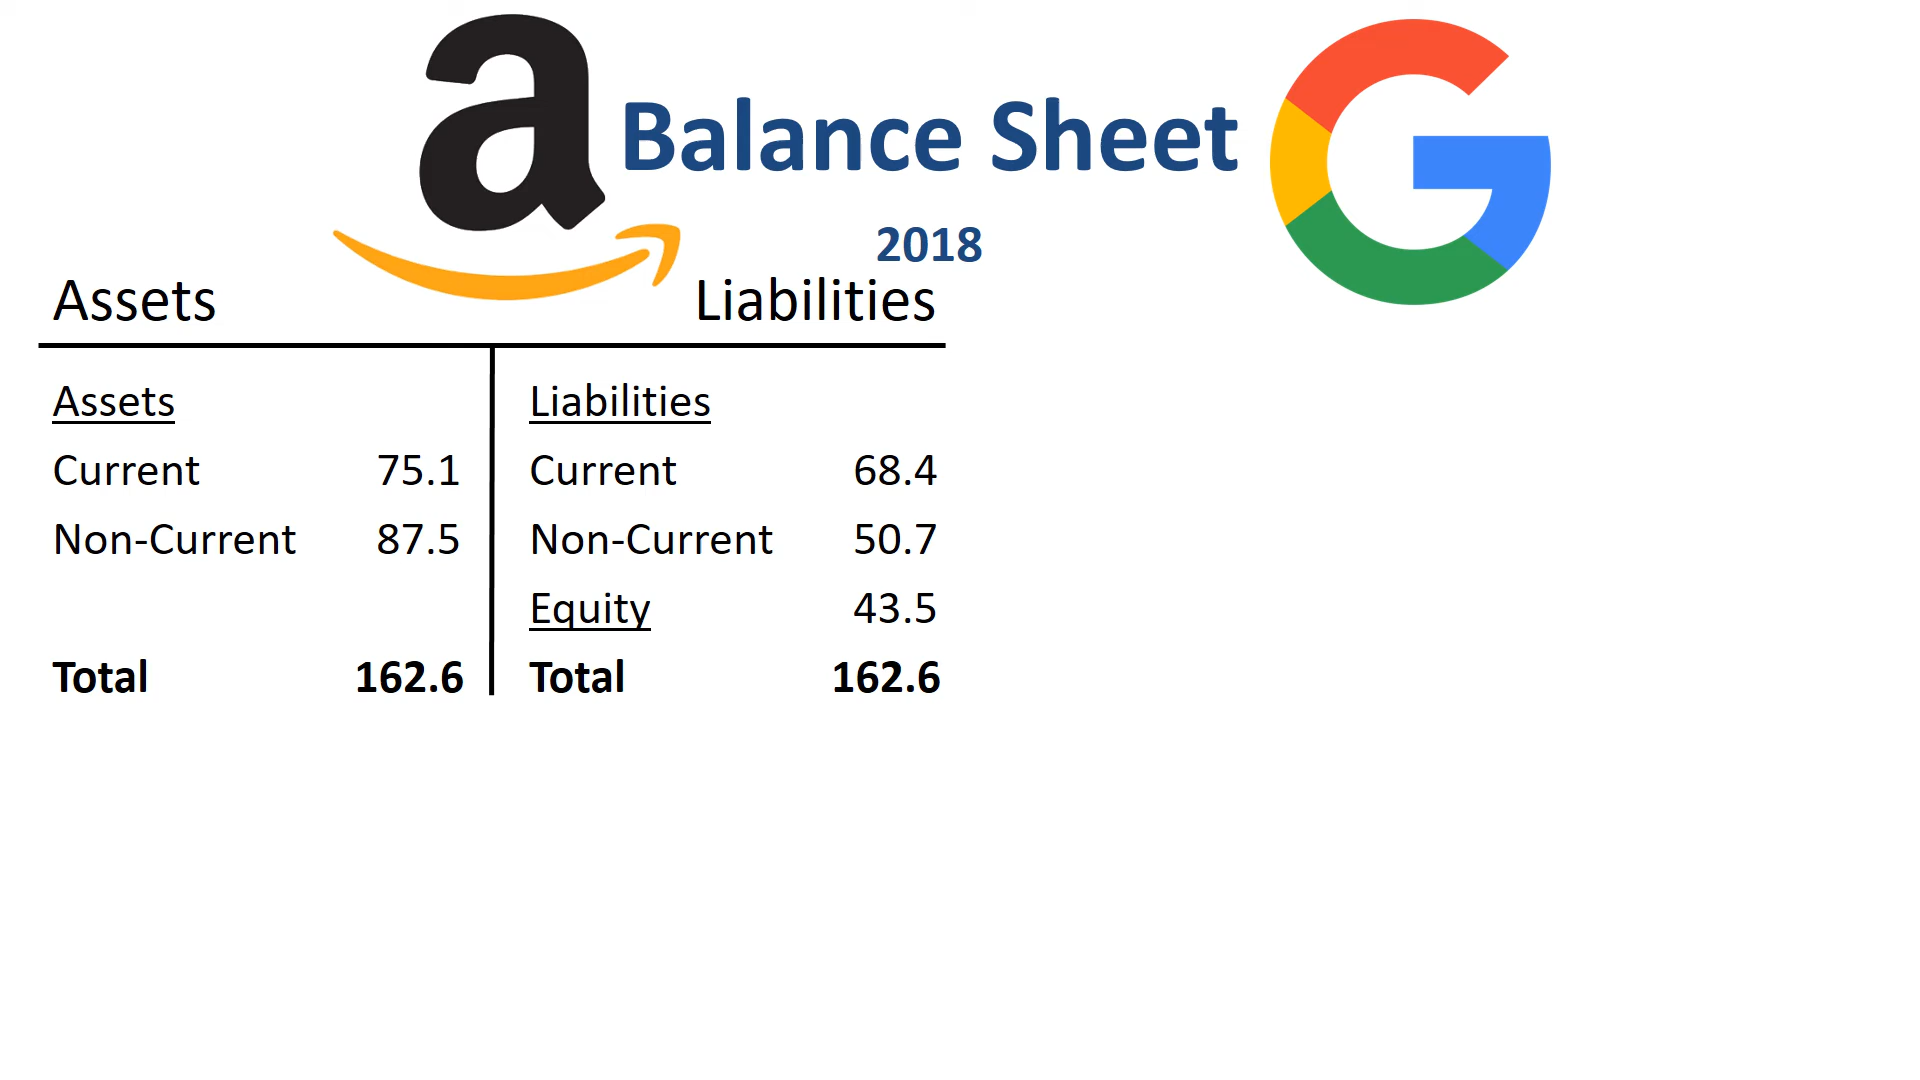 Balance Sheet
2018
Assets Liabilities
Assets Liabilities
Current 75.1 Current 68.4
Non-Current 87.5 Non-Current 50.7
Equity 43.5
Total 162.6 Total 162.6